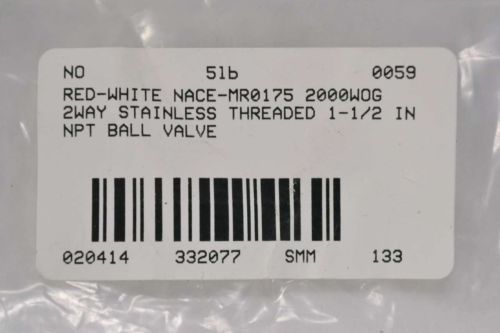 NO 5lb 0059
RED-WHITE NACE-MR0175 2000WOG
2WAY STAINLESS THREADED 1-1/2 IN
NPT BALL VALVE
020414 332077 SMM 133